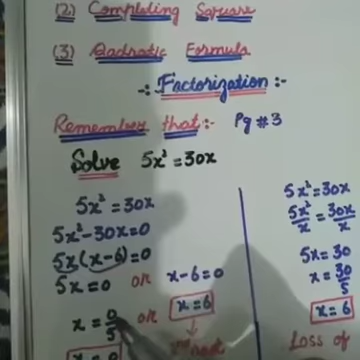 (2) Completing Square
(3) Qadratic Formula
-: Factorization :-
Remember that:- Pg # 3
Solve 5x² = 30x
5x² = 30x
5x² - 30x = 0
5x (x - 6) = 0
5x = 0 or x - 6 = 0
x = 0/5 or x = 6
x = 0
5x² = 30x
5x²/x = 30x/x
5x = 30
x = 30/5
x = 6
Loss of